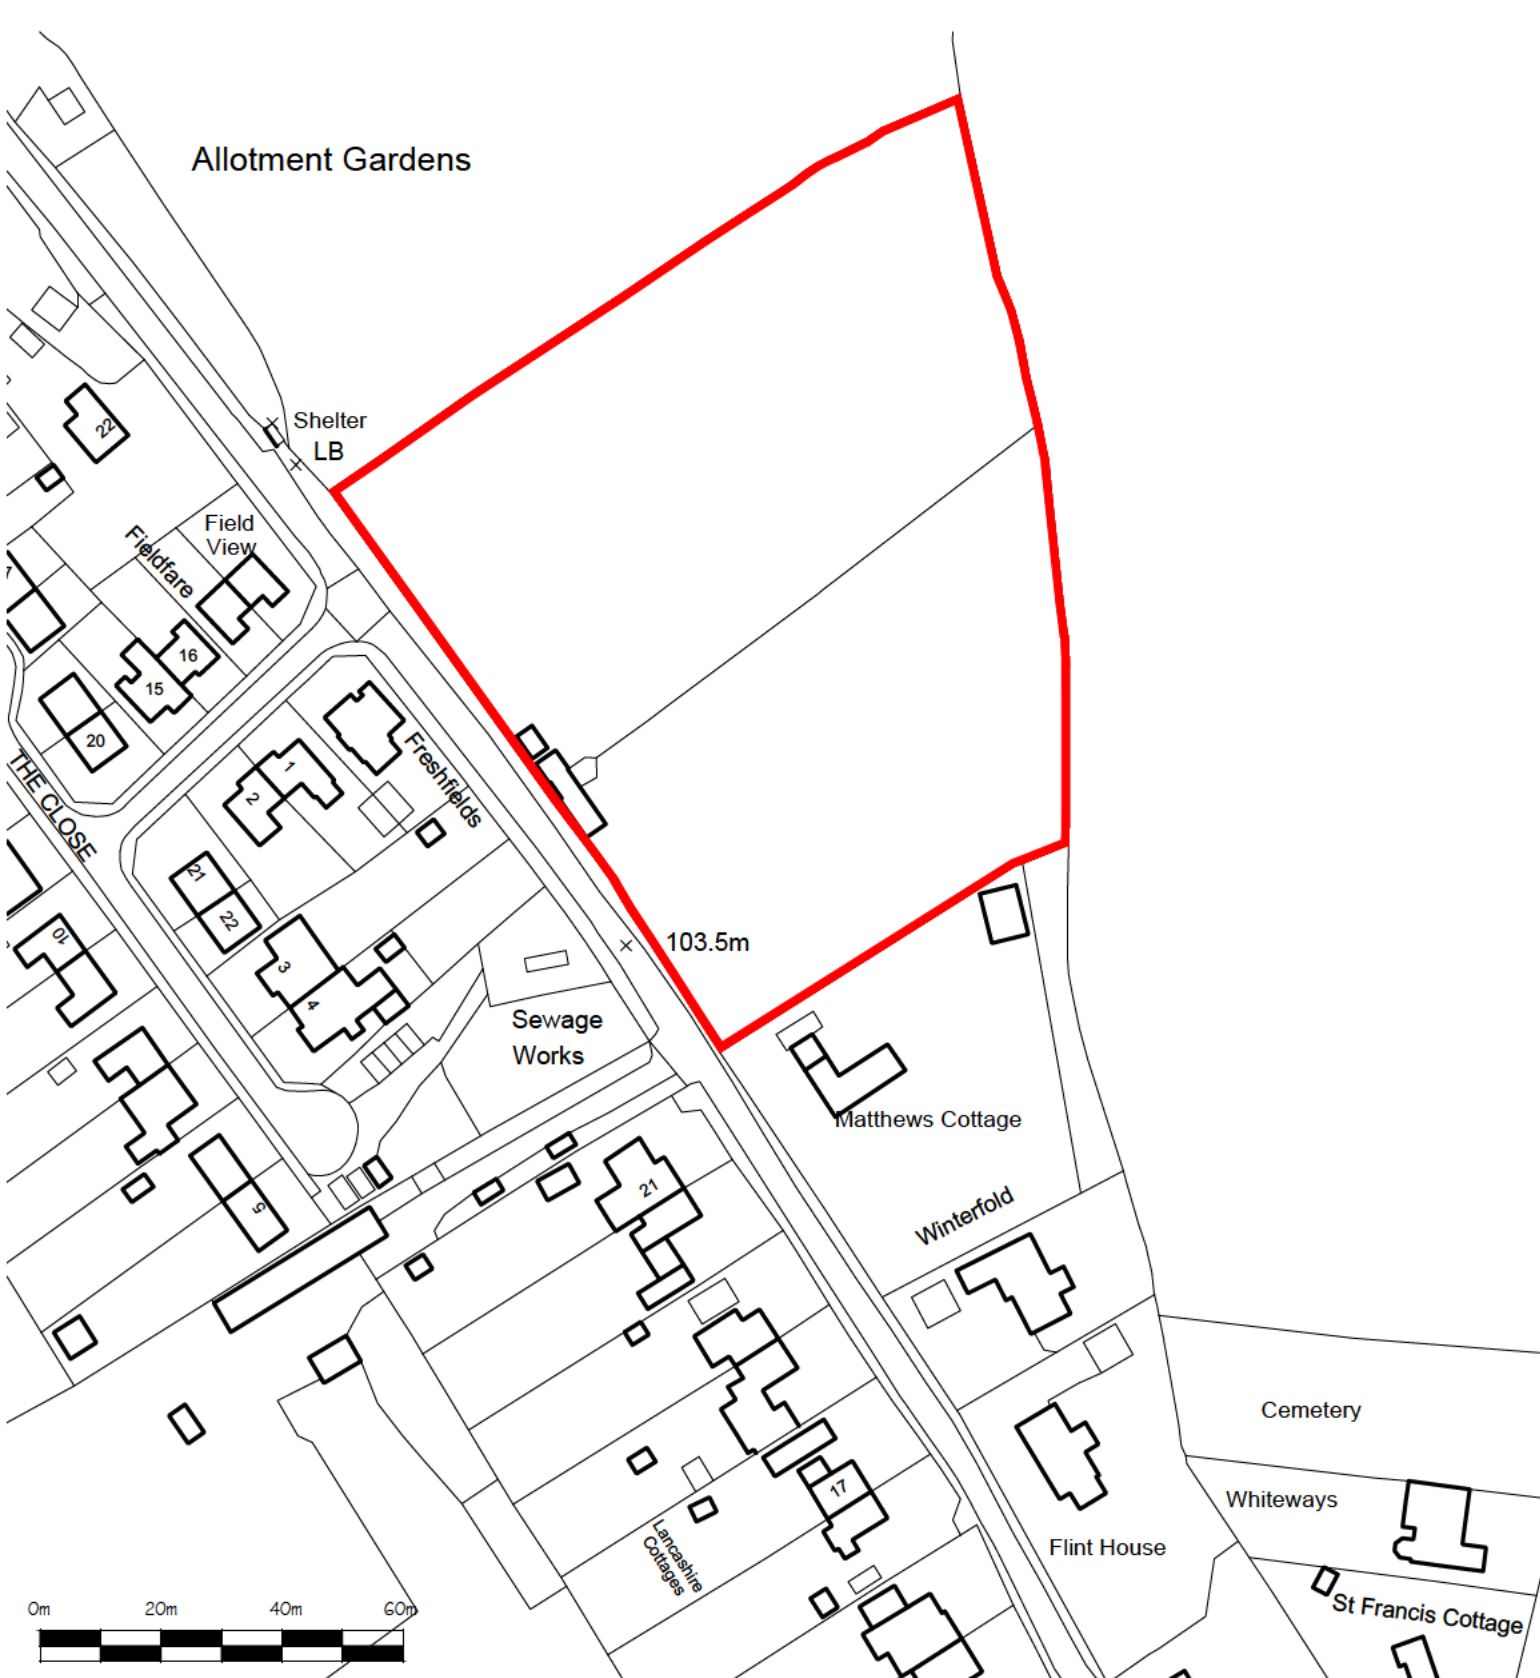 Allotment Gardens
Shelter
LB
22
Field
View
Fieldfare
7
16
15
20
THE CLOSE
1
2
Freshfields
21
22
10
3
4
103.5m
Sewage
Works
Matthews Cottage
21
5
Winterfold
Cemetery
17
Whiteways
Lancashire
Cottages
Flint House
St Francis Cottage
0m
20m
40m
60m